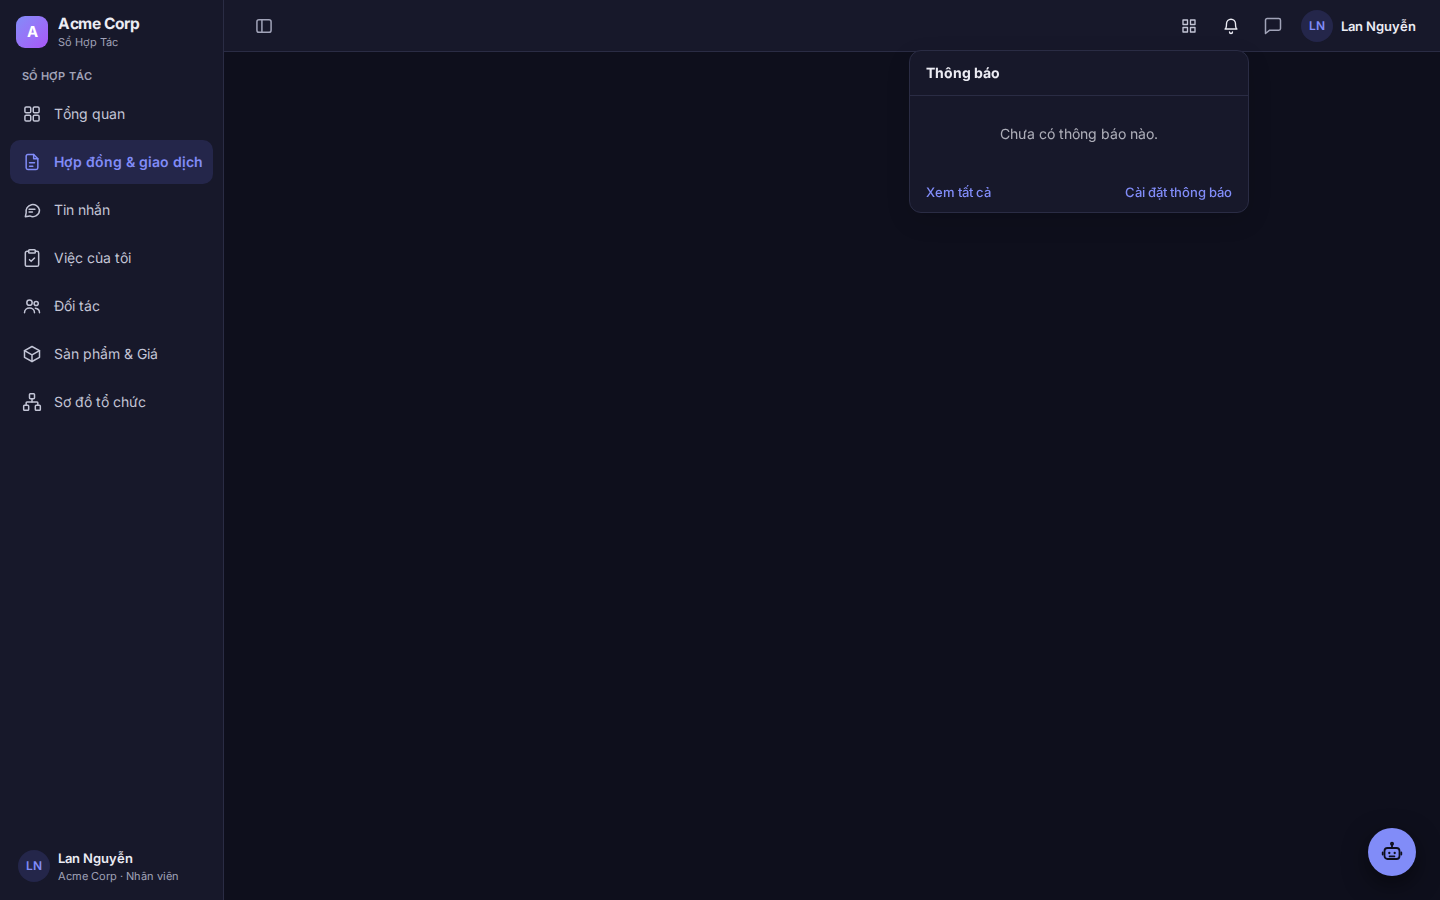 A
Acme Corp
Sổ Hợp Tác
SỔ HỢP TÁC
Tổng quan
Hợp đồng & giao dịch
Tin nhắn
Việc của tôi
Đối tác
Sản phẩm & Giá
Sơ đồ tổ chức
LN
Lan Nguyễn
Acme Corp · Nhân viên
LN
Lan Nguyễn
Thông báo
Chưa có thông báo nào.
Xem tất cả
Cài đặt thông báo